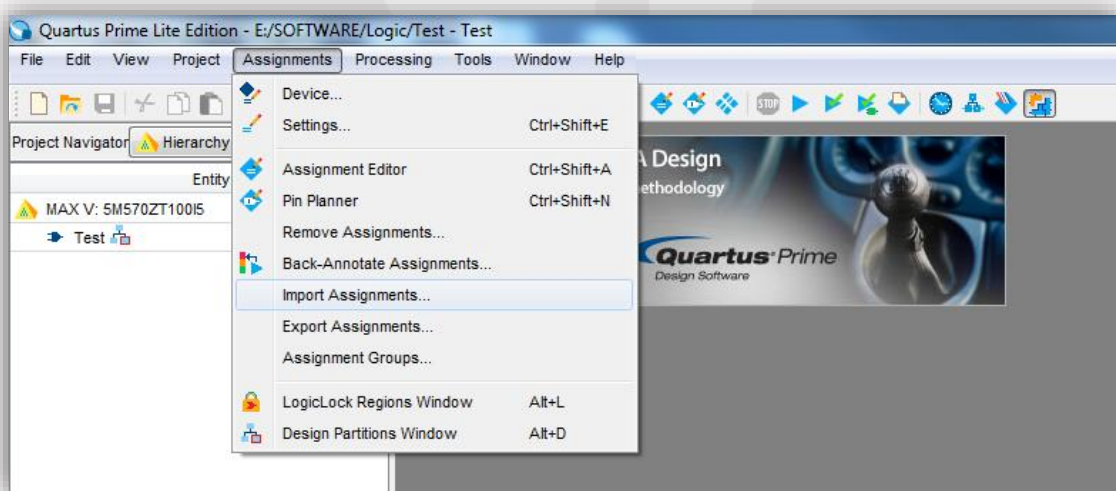 Quartus Prime Lite Edition - E:/SOFTWARE/Logic/Test - Test
File Edit View Project Assignments Processing Tools Window Help
Device...
STOP
Settings... Ctrl+Shift+E
Project Navigator Hierarchy
Entity
Assignment Editor Ctrl+Shift+A
MAX V: 5M570ZT100I5
Pin Planner Ctrl+Shift+N
Test
Remove Assignments...
Back-Annotate Assignments...
Import Assignments...
Export Assignments...
Assignment Groups...
LogicLock Regions Window Alt+L
Design Partitions Window Alt+D
A Design
ethodology
Quartus Prime
Design Software